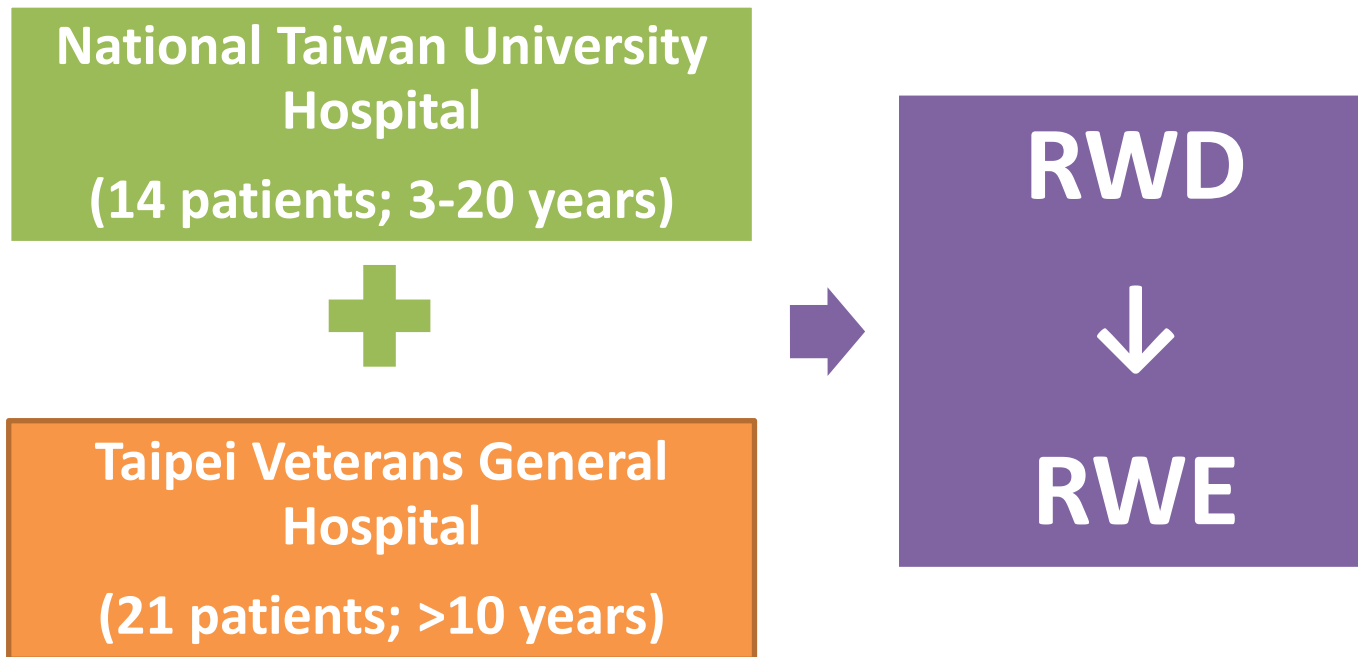 National Taiwan University
Hospital
(14 patients; 3-20 years)
Taipei Veterans General
Hospital
(21 patients; >10 years)
RWD
↓
RWE